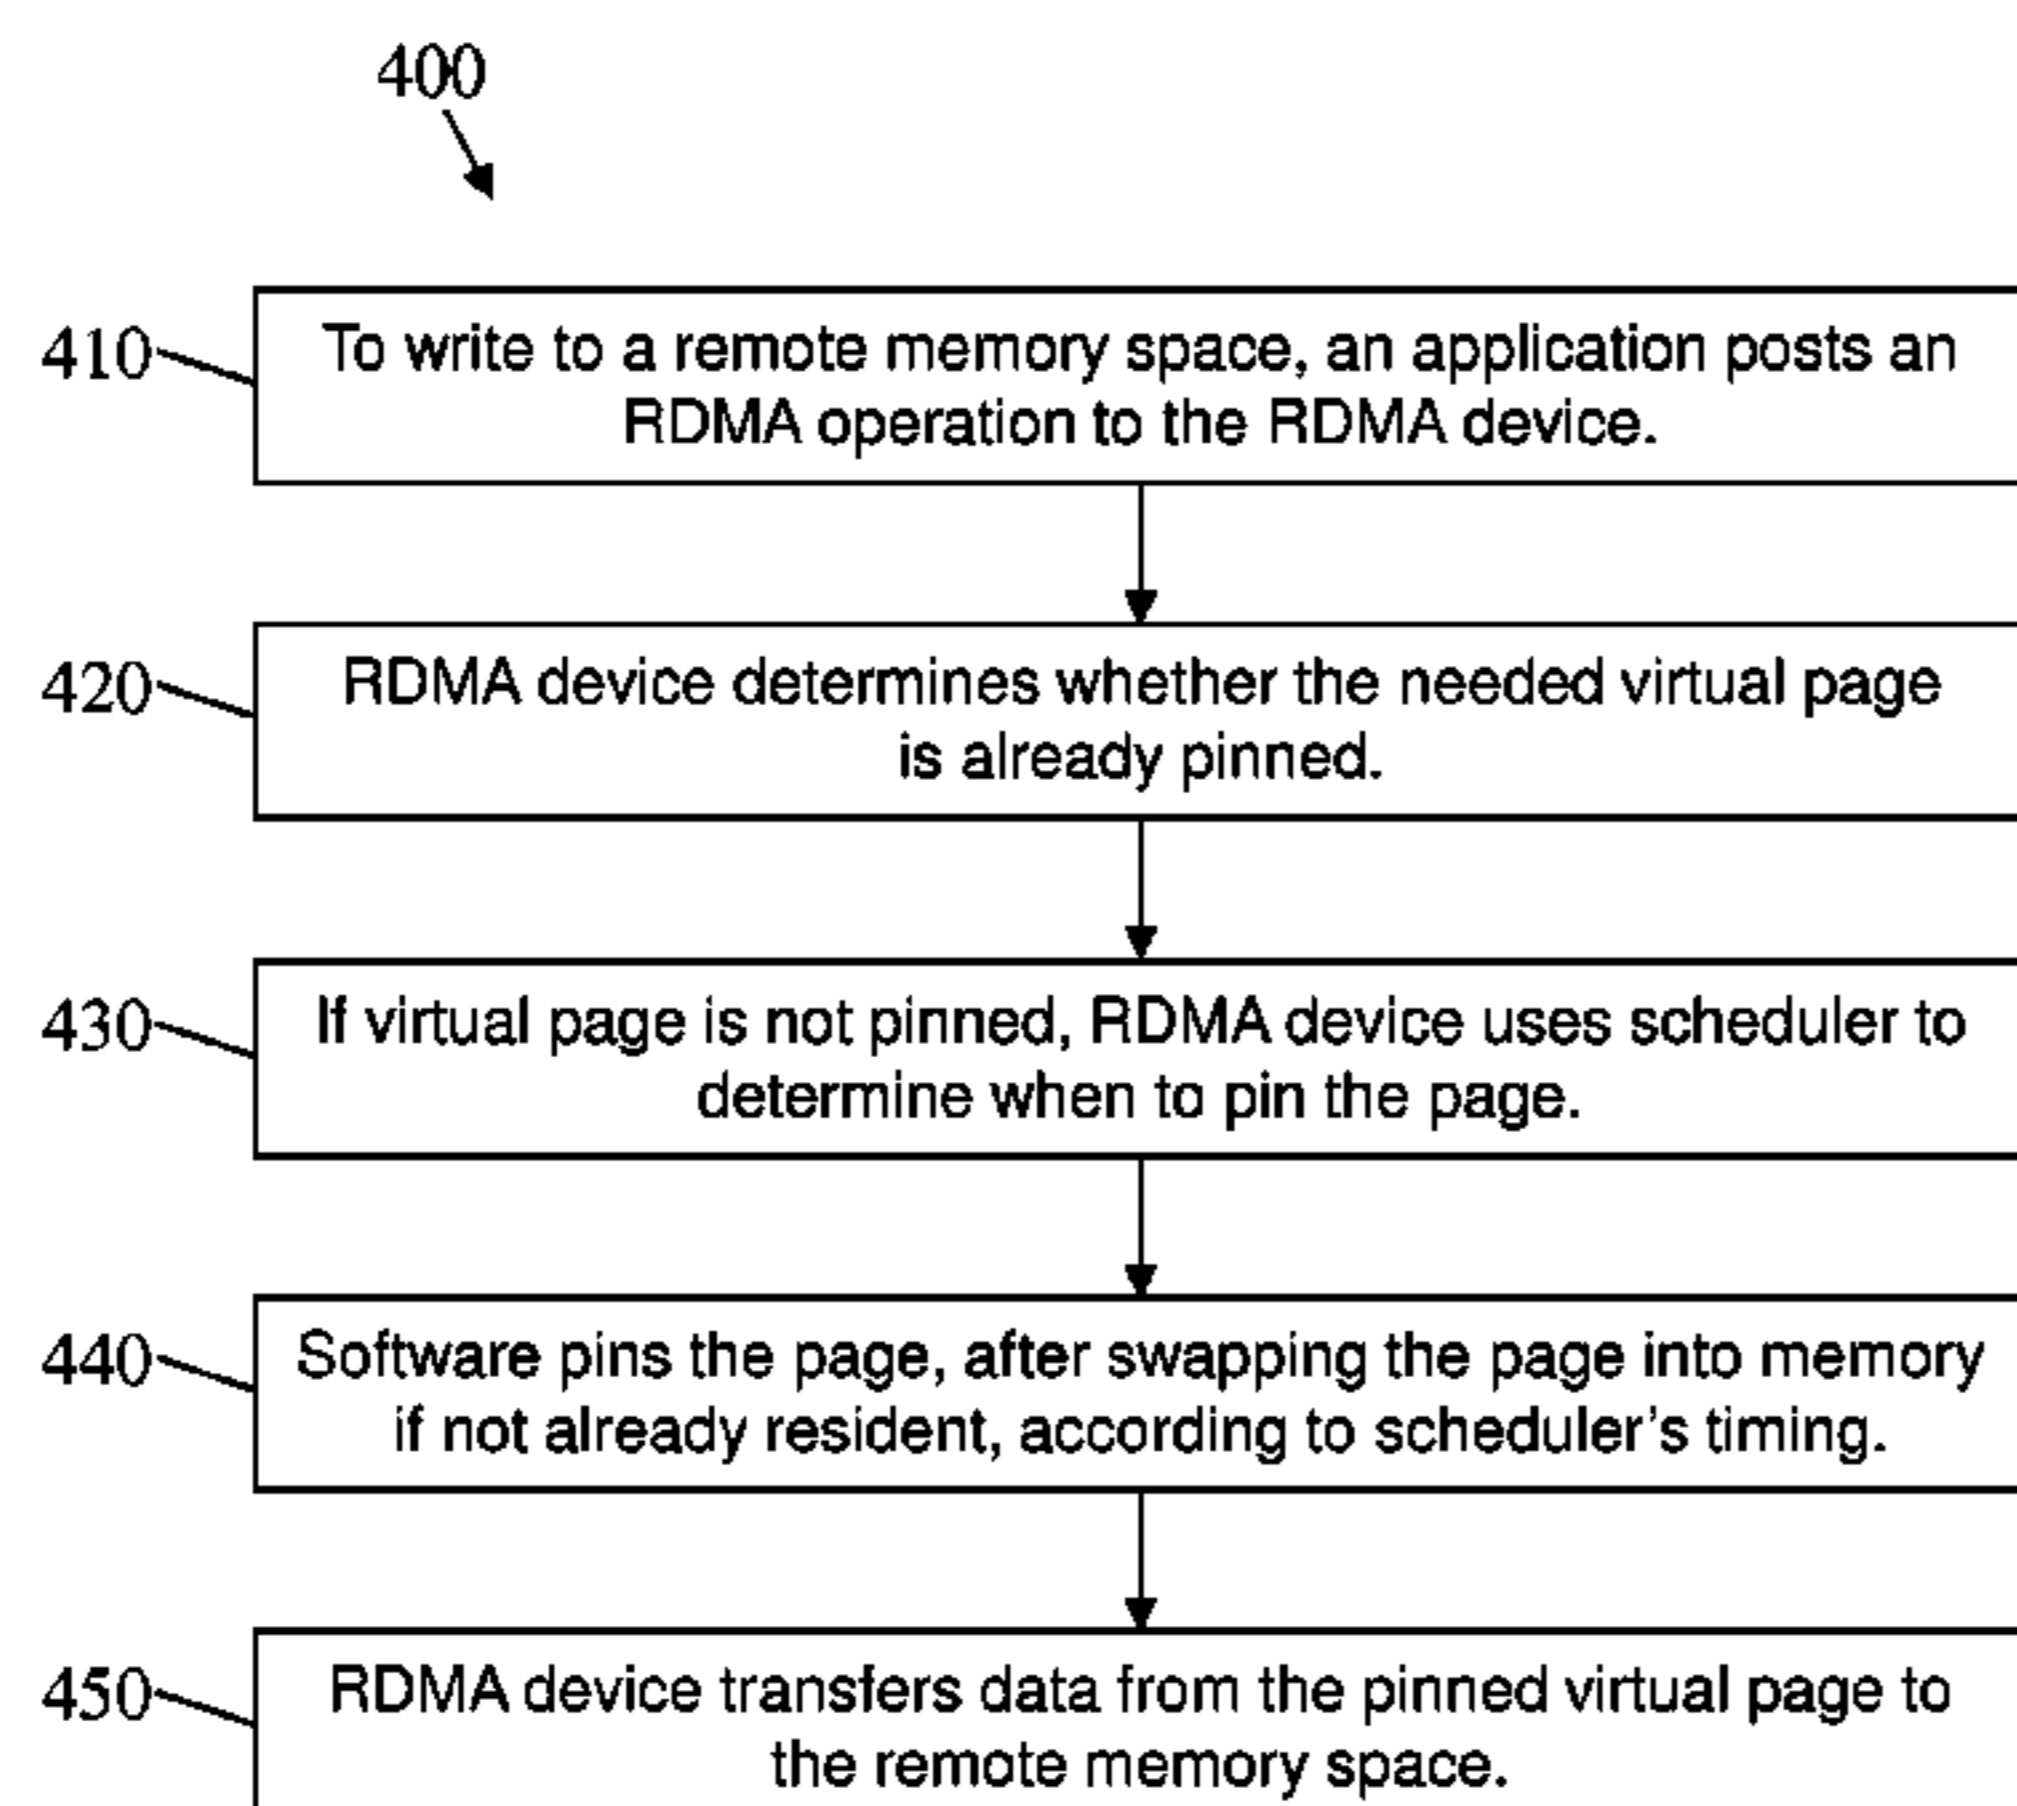 400
410
To write to a remote memory space, an application posts an
RDMA operation to the RDMA device.
420
RDMA device determines whether the needed virtual page
is already pinned.
430
If virtual page is not pinned, RDMA device uses scheduler to
determine when to pin the page.
440
Software pins the page, after swapping the page into memory
if not already resident, according to scheduler's timing.
450
RDMA device transfers data from the pinned virtual page to
the remote memory space.